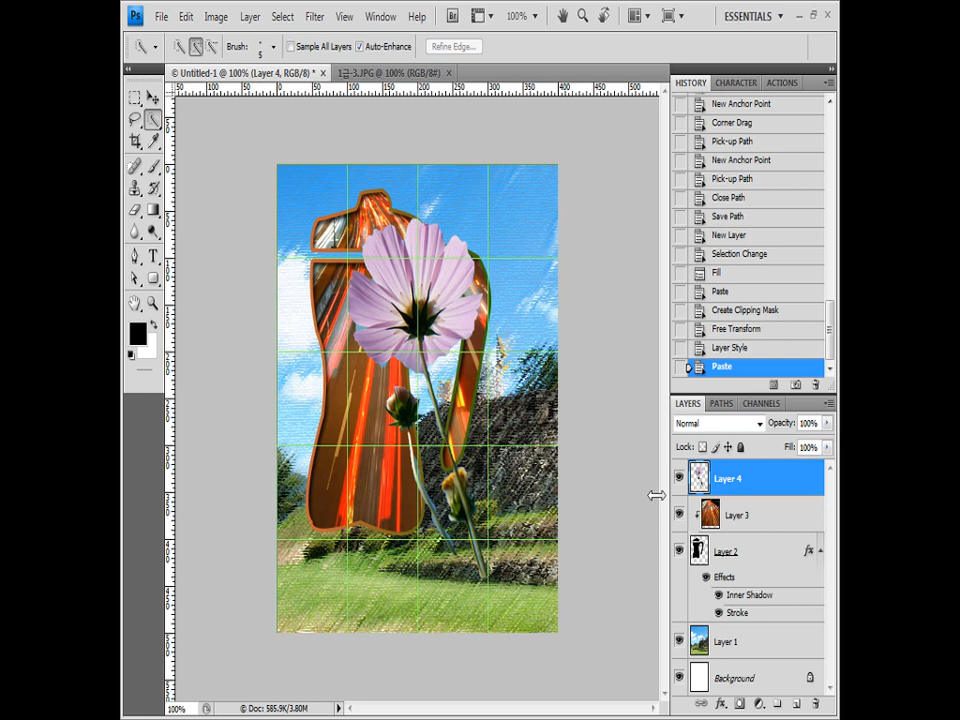 Ps File Edit Image Layer Select Filter View Window Help Br 100% ESSENTIALS
Brush: 5 Sample All Layers Auto-Enhance Refine Edge...
© Untitled-1 @ 100% (Layer 4, RGB/8) * × 1급-3.JPG @ 100% (RGB/8#) ×
HISTORY CHARACTER ACTIONS
New Anchor Point
Corner Drag
Pick-up Path
New Anchor Point
Pick-up Path
Close Path
Save Path
New Layer
Selection Change
Fill
Paste
Create Clipping Mask
Free Transform
Layer Style
Paste
LAYERS PATHS CHANNELS
Normal Opacity: 100%
Lock: Fill: 100%
Layer 4
Layer 3
Layer 2 fx
Effects
Inner Shadow
Stroke
Layer 1
Background
100% © Doc: 585.9K/3.80M